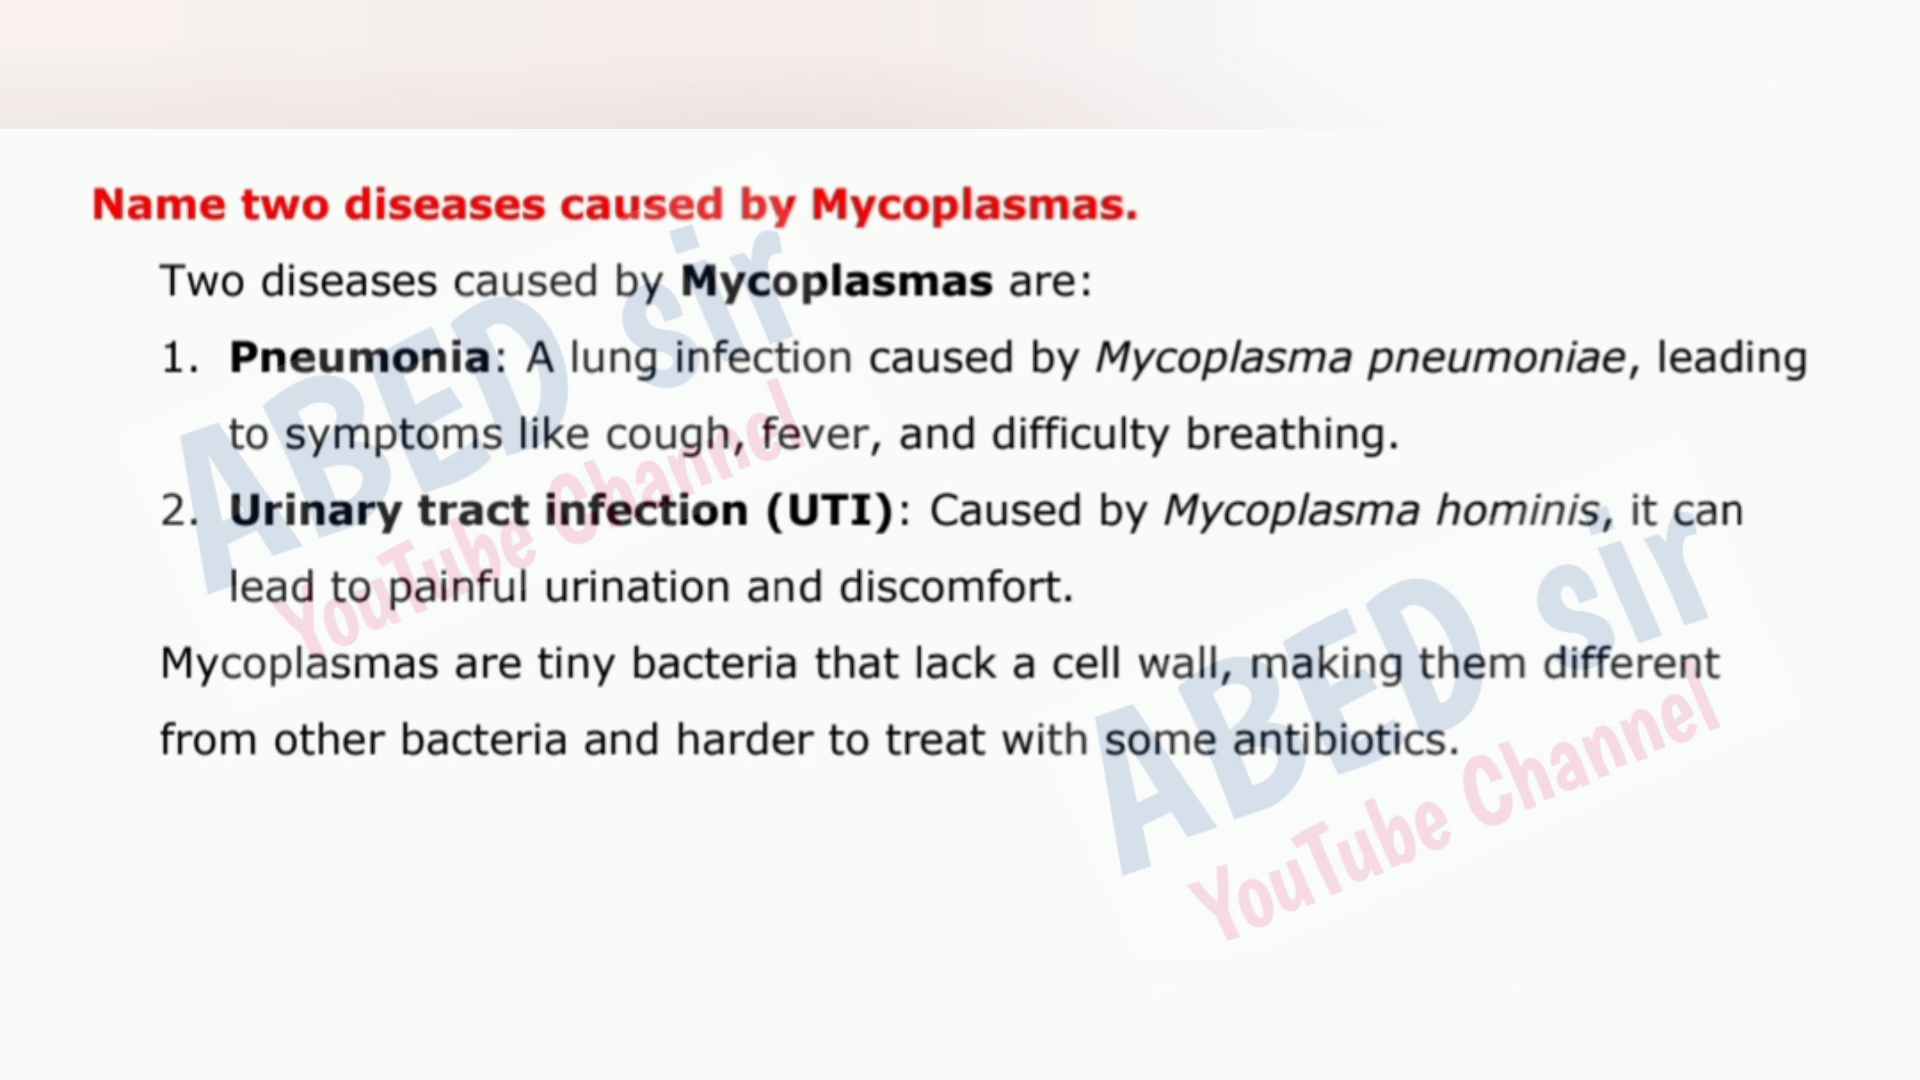 Name two diseases caused by Mycoplasmas.
Two diseases caused by Mycoplasmas are:
1. Pneumonia: A lung infection caused by Mycoplasma pneumoniae, leading
to symptoms like cough, fever, and difficulty breathing.
2. Urinary tract infection (UTI): Caused by Mycoplasma hominis, it can
lead to painful urination and discomfort.
Mycoplasmas are tiny bacteria that lack a cell wall, making them different
from other bacteria and harder to treat with some antibiotics.
ABED sir
YouTube Channel
ABED sir
YouTube Channel